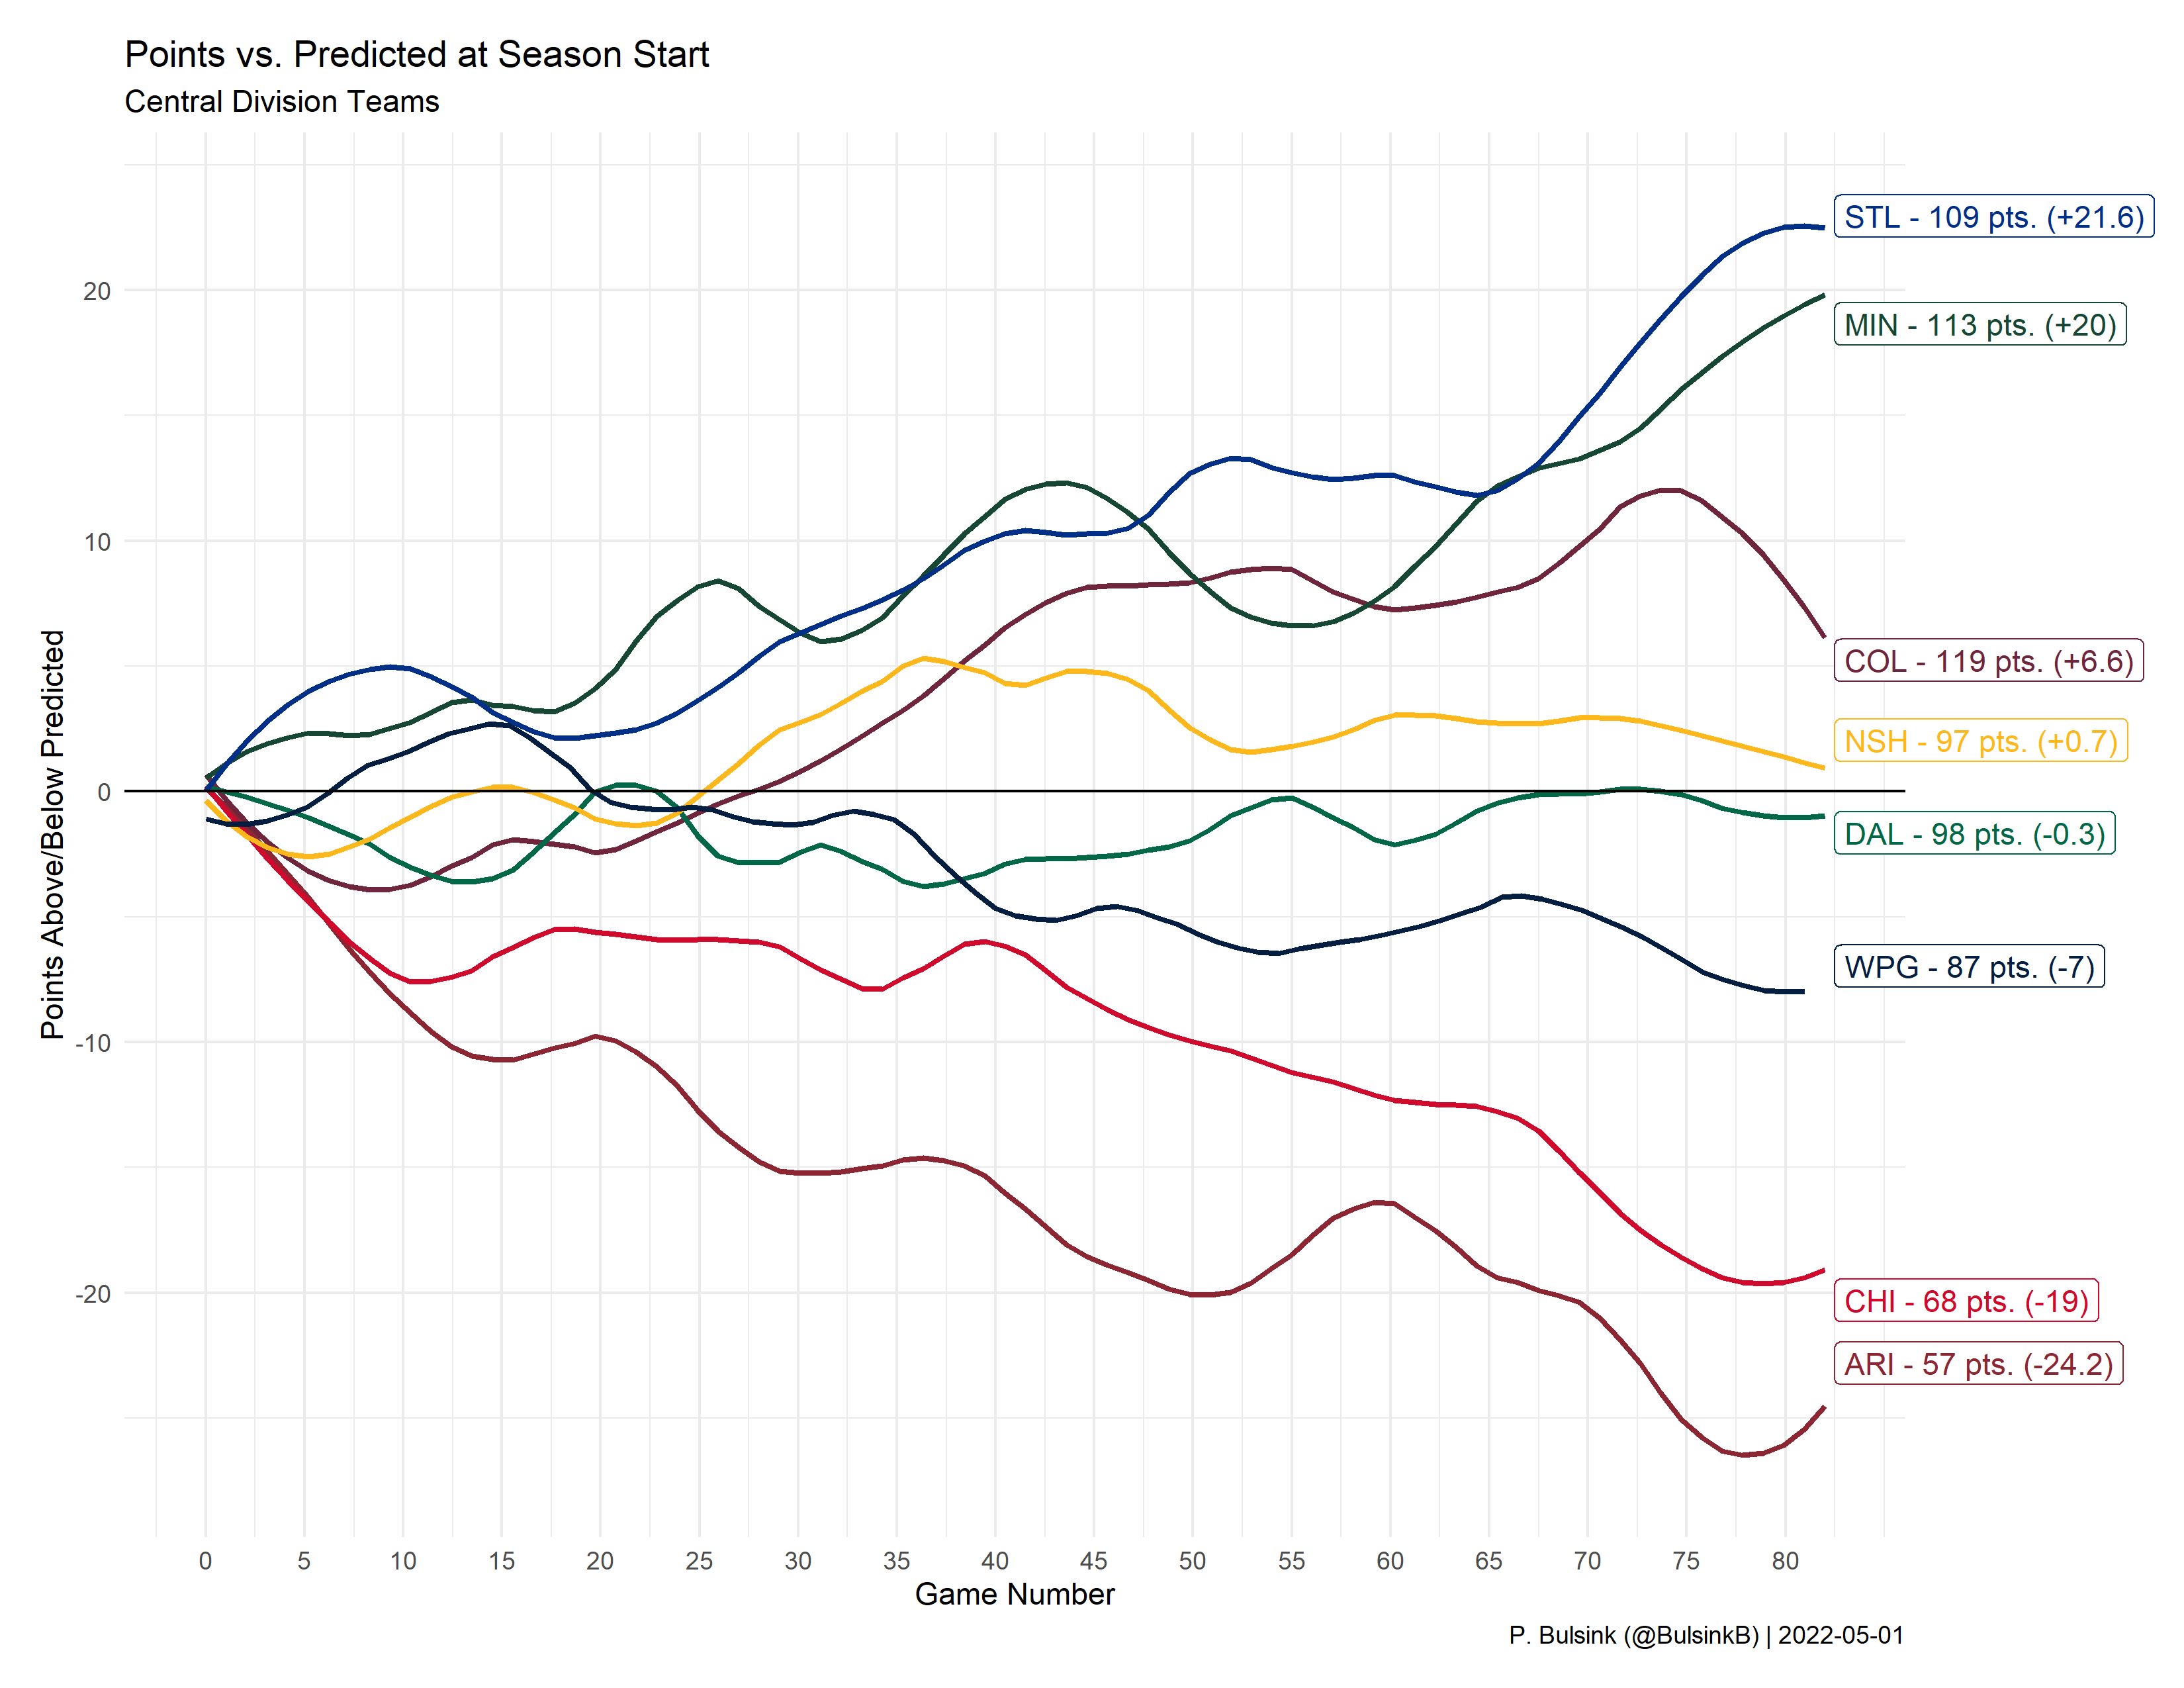 Points vs. Predicted at Season Start
Central Division Teams
Points Above/Below Predicted
20
10
0
-10
-20
STL - 109 pts. (+21.6)
MIN - 113 pts. (+20)
COL - 119 pts. (+6.6)
NSH - 97 pts. (+0.7)
DAL - 98 pts. (-0.3)
WPG - 87 pts. (-7)
CHI - 68 pts. (-19)
ARI - 57 pts. (-24.2)
0 5 10 15 20 25 30 35 40 45 50 55 60 65 70 75 80
Game Number
P. Bulsink (@BulsinkB) | 2022-05-01